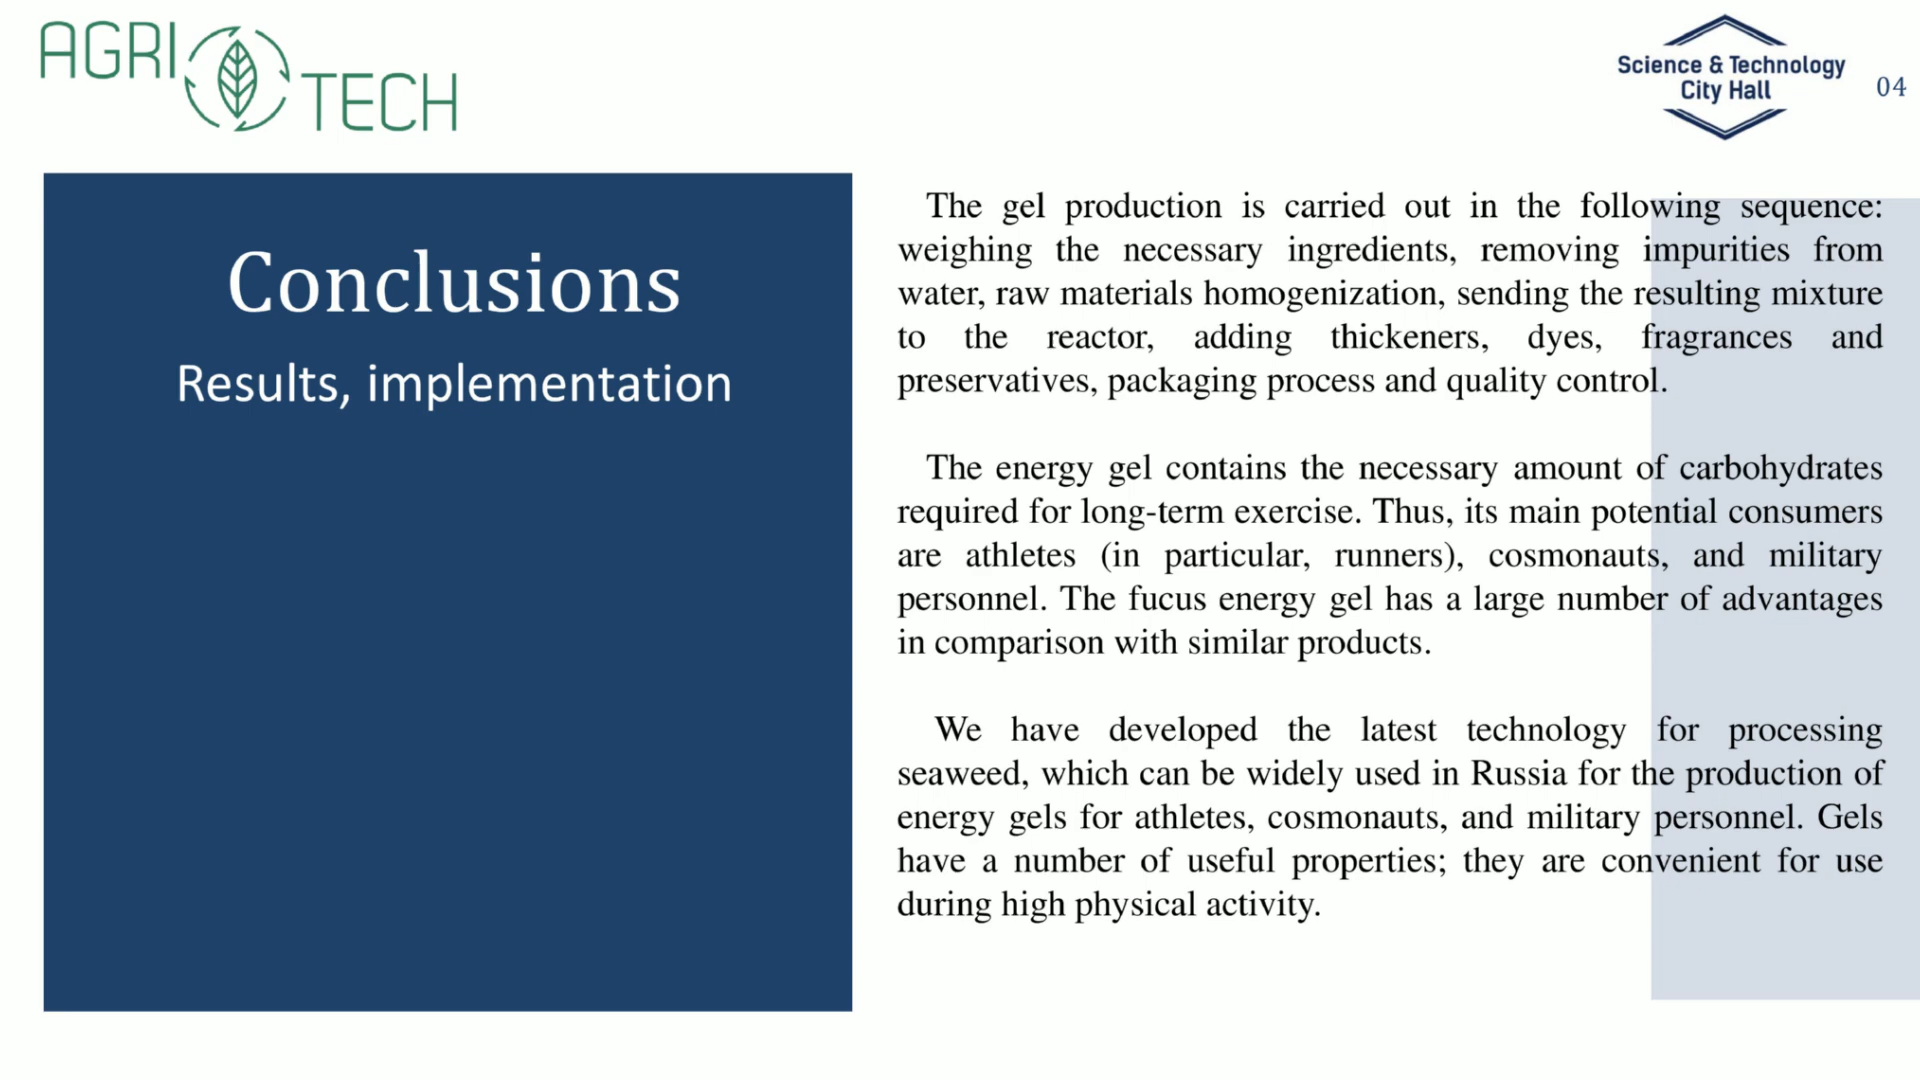 AGRI TECH
Science & Technology
City Hall
04
Conclusions
Results, implementation
The gel production is carried out in the following sequence:
weighing the necessary ingredients, removing impurities from
water, raw materials homogenization, sending the resulting mixture
to the reactor, adding thickeners, dyes, fragrances and
preservatives, packaging process and quality control.
The energy gel contains the necessary amount of carbohydrates
required for long-term exercise. Thus, its main potential consumers
are athletes (in particular, runners), cosmonauts, and military
personnel. The fucus energy gel has a large number of advantages
in comparison with similar products.
We have developed the latest technology for processing
seaweed, which can be widely used in Russia for the production of
energy gels for athletes, cosmonauts, and military personnel. Gels
have a number of useful properties; they are convenient for use
during high physical activity.